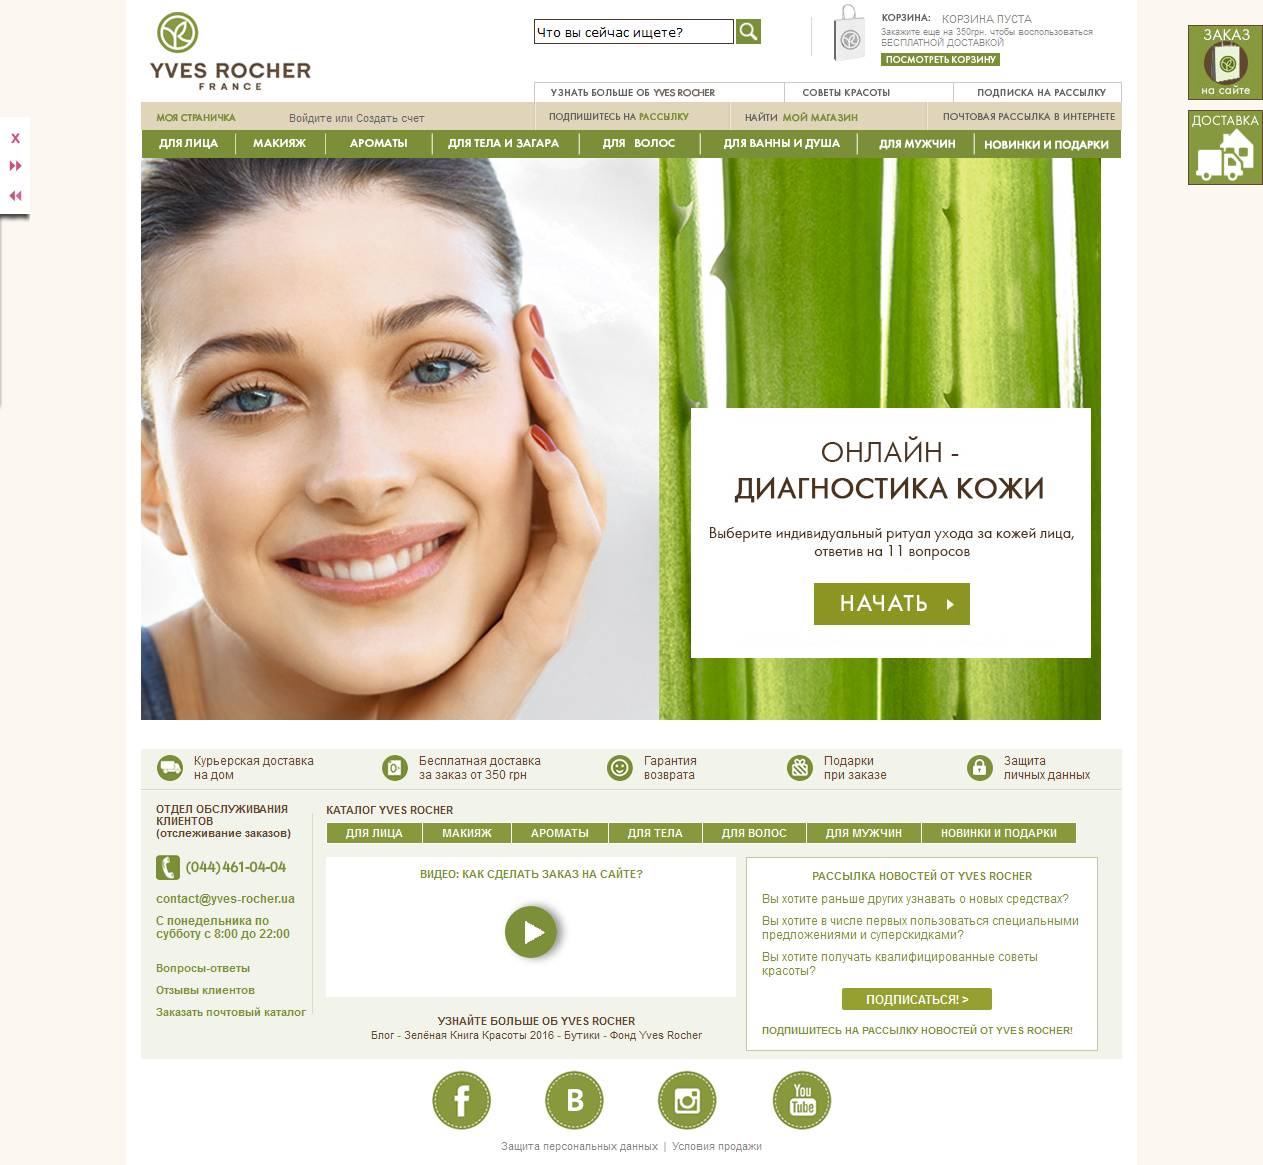 YVES ROCHER
FRANCE
Что вы сейчас ищете?
КОРЗИНА: КОРЗИНА ПУСТА
Закажите еще на 350грн. чтобы воспользоваться
БЕСПЛАТНОЙ ДОСТАВКОЙ
ПОСМОТРЕТЬ КОРЗИНУ
ЗАКАЗ
на сайте
ДОСТАВКА
УЗНАТЬ БОЛЬШЕ ОБ YVES ROCHER
СОВЕТЫ КРАСОТЫ
ПОДПИСКА НА РАССЫЛКУ
МОЯ СТРАНИЧКА
Войдите или Создать счет
ПОДПИШИТЕСЬ НА РАССЫЛКУ
НАЙТИ МОЙ МАГАЗИН
ПОЧТОВАЯ РАССЫЛКА В ИНТЕРНЕТЕ
X
ДЛЯ ЛИЦА
МАКИЯЖ
АРОМАТЫ
ДЛЯ ТЕЛА И ЗАГАРА
ДЛЯ ВОЛОС
ДЛЯ ВАННЫ И ДУША
ДЛЯ МУЖЧИН
НОВИНКИ И ПОДАРКИ
ОНЛАЙН -
ДИАГНОСТИКА КОЖИ
Выберите индивидуальный ритуал ухода за кожей лица,
ответив на 11 вопросов
НАЧАТЬ
Курьерская доставка
на дом
Бесплатная доставка
за заказ от 350 грн
Гарантия
возврата
Подарки
при заказе
Защита
личных данных
ОТДЕЛ ОБСЛУЖИВАНИЯ
КЛИЕНТОВ
(отслеживание заказов)
(044) 461-04-04
contact@yves-rocher.ua
С понедельника по
субботу с 8:00 до 22:00
Вопросы-ответы
Отзывы клиентов
Заказать почтовый каталог
КАТАЛОГ YVES ROCHER
ДЛЯ ЛИЦА
МАКИЯЖ
АРОМАТЫ
ДЛЯ ТЕЛА
ДЛЯ ВОЛОС
ДЛЯ МУЖЧИН
НОВИНКИ И ПОДАРКИ
ВИДЕО: КАК СДЕЛАТЬ ЗАКАЗ НА САЙТЕ?
УЗНАЙТЕ БОЛЬШЕ ОБ YVES ROCHER
Блог - Зелёная Книга Красоты 2016 - Бутики - Фонд Yves Rocher
РАССЫЛКА НОВОСТЕЙ ОТ YVES ROCHER
Вы хотите раньше других узнавать о новых средствах?
Вы хотите в числе первых пользоваться специальными
предложениями и суперскидками?
Вы хотите получать квалифицированные советы
красоты?
ПОДПИСАТЬСЯ! >
ПОДПИШИТЕСЬ НА РАССЫЛКУ НОВОСТЕЙ ОТ YVES ROCHER!
f
B
You
Tube
Защита персональных данных | Условия продажи